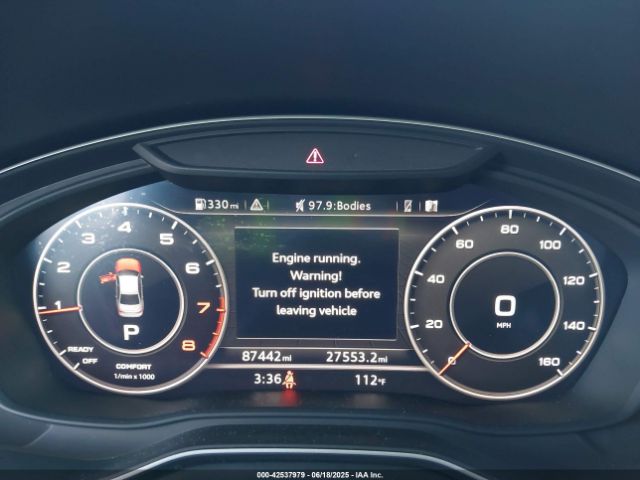 330 mi
97.9:Bodies
Engine running.
Warning!
Turn off ignition before
leaving vehicle
1 2 3 4 5 6 7 8
READY
OFF
P
COMFORT
1/min x 1000
0 20 40 60 80 100 120 140 160
0
MPH
87442 mi
27553.2 mi
3:36
112°F
000-42537979 - 06/18/2025 - IAA Inc.